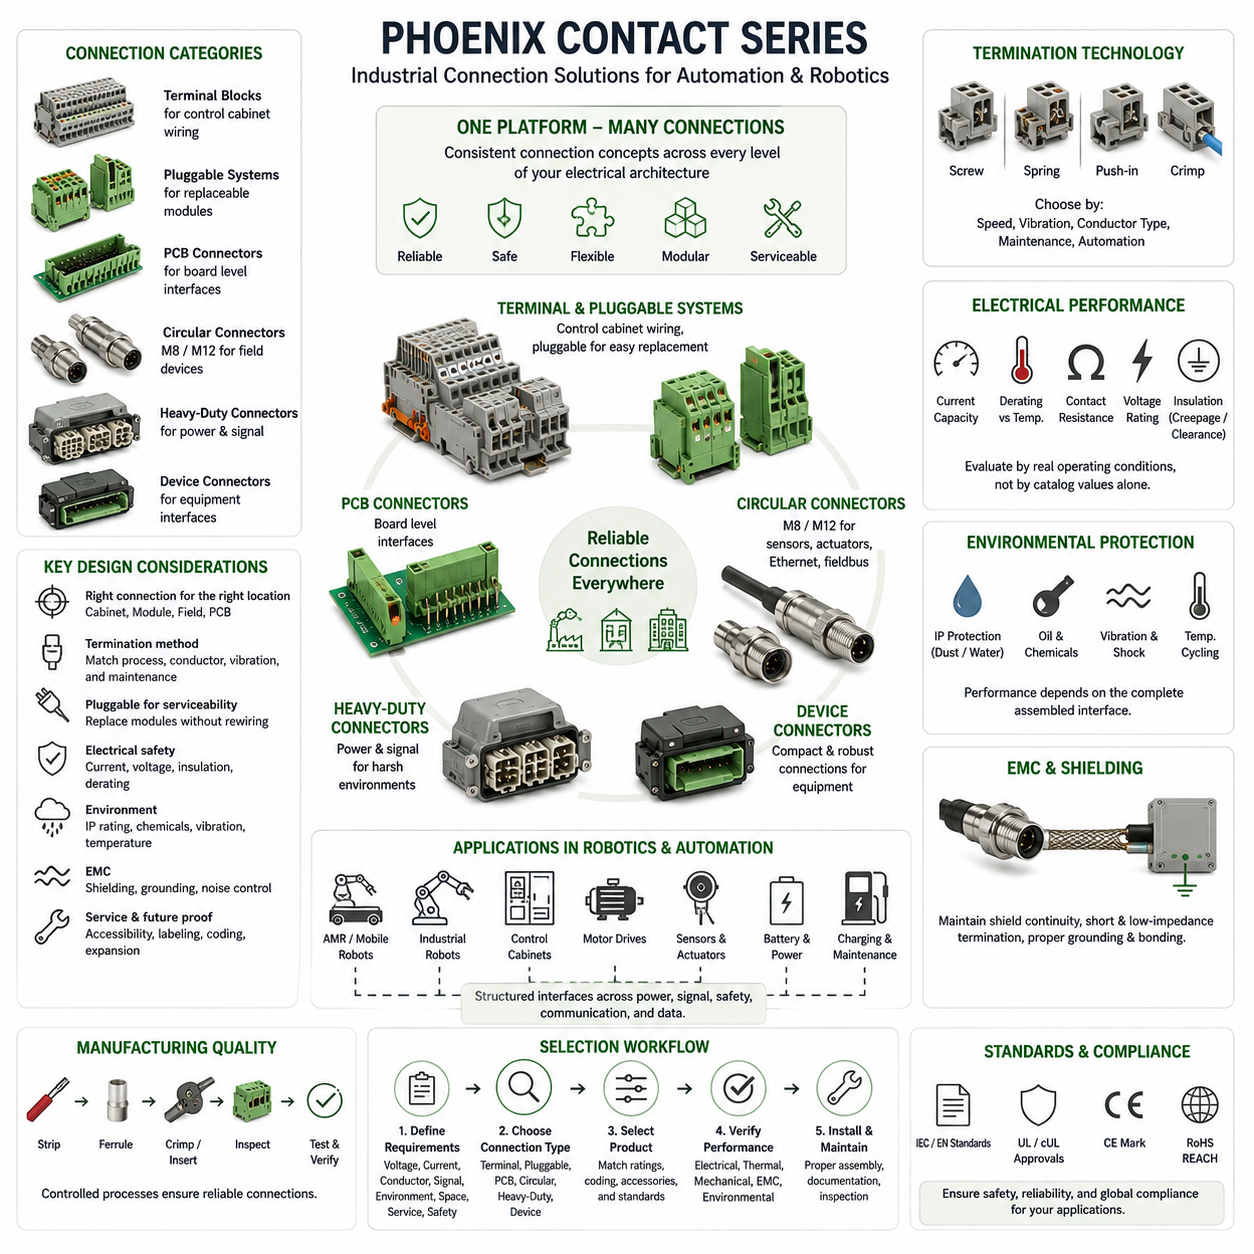 PHOENIX CONTACT SERIES
Industrial Connection Solutions for Automation & Robotics
CONNECTION CATEGORIES
Terminal Blocks
for control cabinet
wiring
Pluggable Systems
for replaceable
modules
PCB Connectors
for board level
interfaces
Circular Connectors
M8 / M12 for field
devices
Heavy-Duty Connectors
for power & signal
Device Connectors
for equipment
interfaces
KEY DESIGN CONSIDERATIONS
Right connection for the right location
Cabinet, Module, Field, PCB
Termination method
Match process, conductor, vibration,
and maintenance
Pluggable for serviceability
Replace modules without rewiring
Electrical safety
Current, voltage, insulation,
derating
Environment
IP rating, chemicals, vibration,
temperature
EMC
Shielding, grounding, noise control
Service & future proof
Accessibility, labeling, coding,
expansion
ONE PLATFORM – MANY CONNECTIONS
Consistent connection concepts across every level
of your electrical architecture
Reliable
Safe
Flexible
Modular
Serviceable
TERMINAL & PLUGGABLE SYSTEMS
Control cabinet wiring,
pluggable for easy replacement
PCB CONNECTORS
Board level
interfaces
CIRCULAR CONNECTORS
M8 / M12 for
sensors, actuators,
Ethernet, fieldbus
Reliable
Connections
Everywhere
HEAVY-DUTY
CONNECTORS
Power & signal
for harsh
environments
DEVICE
CONNECTORS
Compact & robust
connections for
equipment
APPLICATIONS IN ROBOTICS & AUTOMATION
AMR / Mobile
Robots
Industrial
Robots
Control
Cabinets
Motor Drives
Sensors &
Actuators
Battery &
Power
Charging &
Maintenance
Structured interfaces across power, signal, safety,
communication, and data.
TERMINATION TECHNOLOGY
Screw
Spring
Push-in
Crimp
Choose by:
Speed, Vibration, Conductor Type,
Maintenance, Automation
ELECTRICAL PERFORMANCE
Current
Capacity
Derating
vs Temp.
Contact
Resistance
Voltage
Rating
Insulation
(Creepage /
Clearance)
Evaluate by real operating conditions,
not by catalog values alone.
ENVIRONMENTAL PROTECTION
IP Protection
(Dust / Water)
Oil &
Chemicals
Vibration &
Shock
Temp.
Cycling
Performance depends on the complete
assembled interface.
EMC & SHIELDING
Maintain shield continuity, short & low-impedance
termination, proper grounding & bonding.
MANUFACTURING QUALITY
Strip
Ferrule
Crimp /
Insert
Inspect
Test &
Verify
Controlled processes ensure reliable connections.
SELECTION WORKFLOW
1. Define
Requirements
Voltage, Current,
Conductor, Signal,
Environment, Space,
Service, Safety
2. Choose
Connection Type
Terminal, Pluggable,
PCB, Circular,
Heavy-Duty,
Device
3. Select
Product
Match ratings,
coding, accessories,
and standards
4. Verify
Performance
Electrical, Thermal,
Mechanical, EMC,
Environmental
5. Install &
Maintain
Proper assembly,
documentation,
inspection
STANDARDS & COMPLIANCE
IEC / EN Standards
UL / cUL
Approvals
CE
CE Mark
RoHS
REACH
Ensure safety, reliability, and global compliance
for your applications.